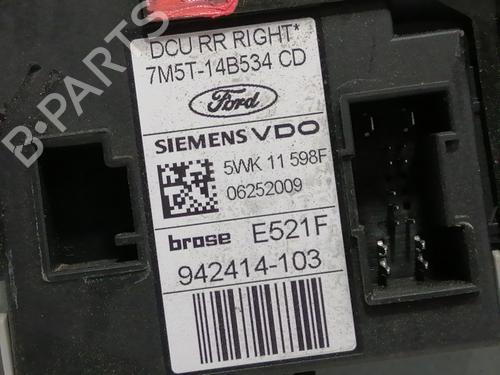 DCU RR RIGHT*
7M5T-14B534 CD
Ford
SIEMENS VDO
5WK 11 598F
06252009
brose E521F
942414-103
B-PARTS